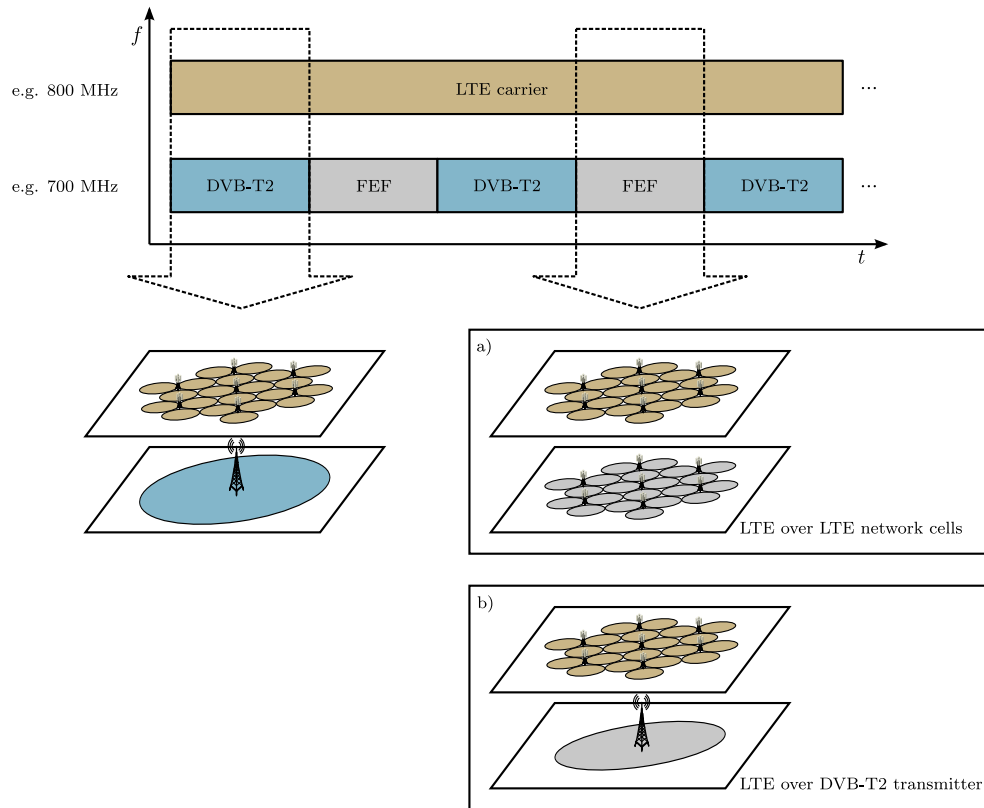 f
e.g. 800 MHz
LTE carrier
...
e.g. 700 MHz
DVB-T2
FEF
DVB-T2
FEF
DVB-T2
...
t
a)
LTE over LTE network cells
b)
LTE over DVB-T2 transmitter